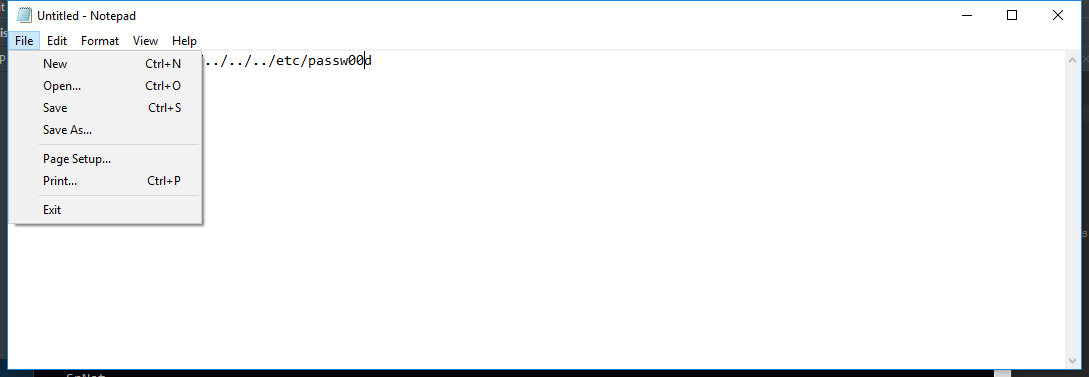 Untitled - Notepad
File Edit Format View Help
/../../../etc/passw00d
New Ctrl+N
Open... Ctrl+O
Save Ctrl+S
Save As...
Page Setup...
Print... Ctrl+P
Exit